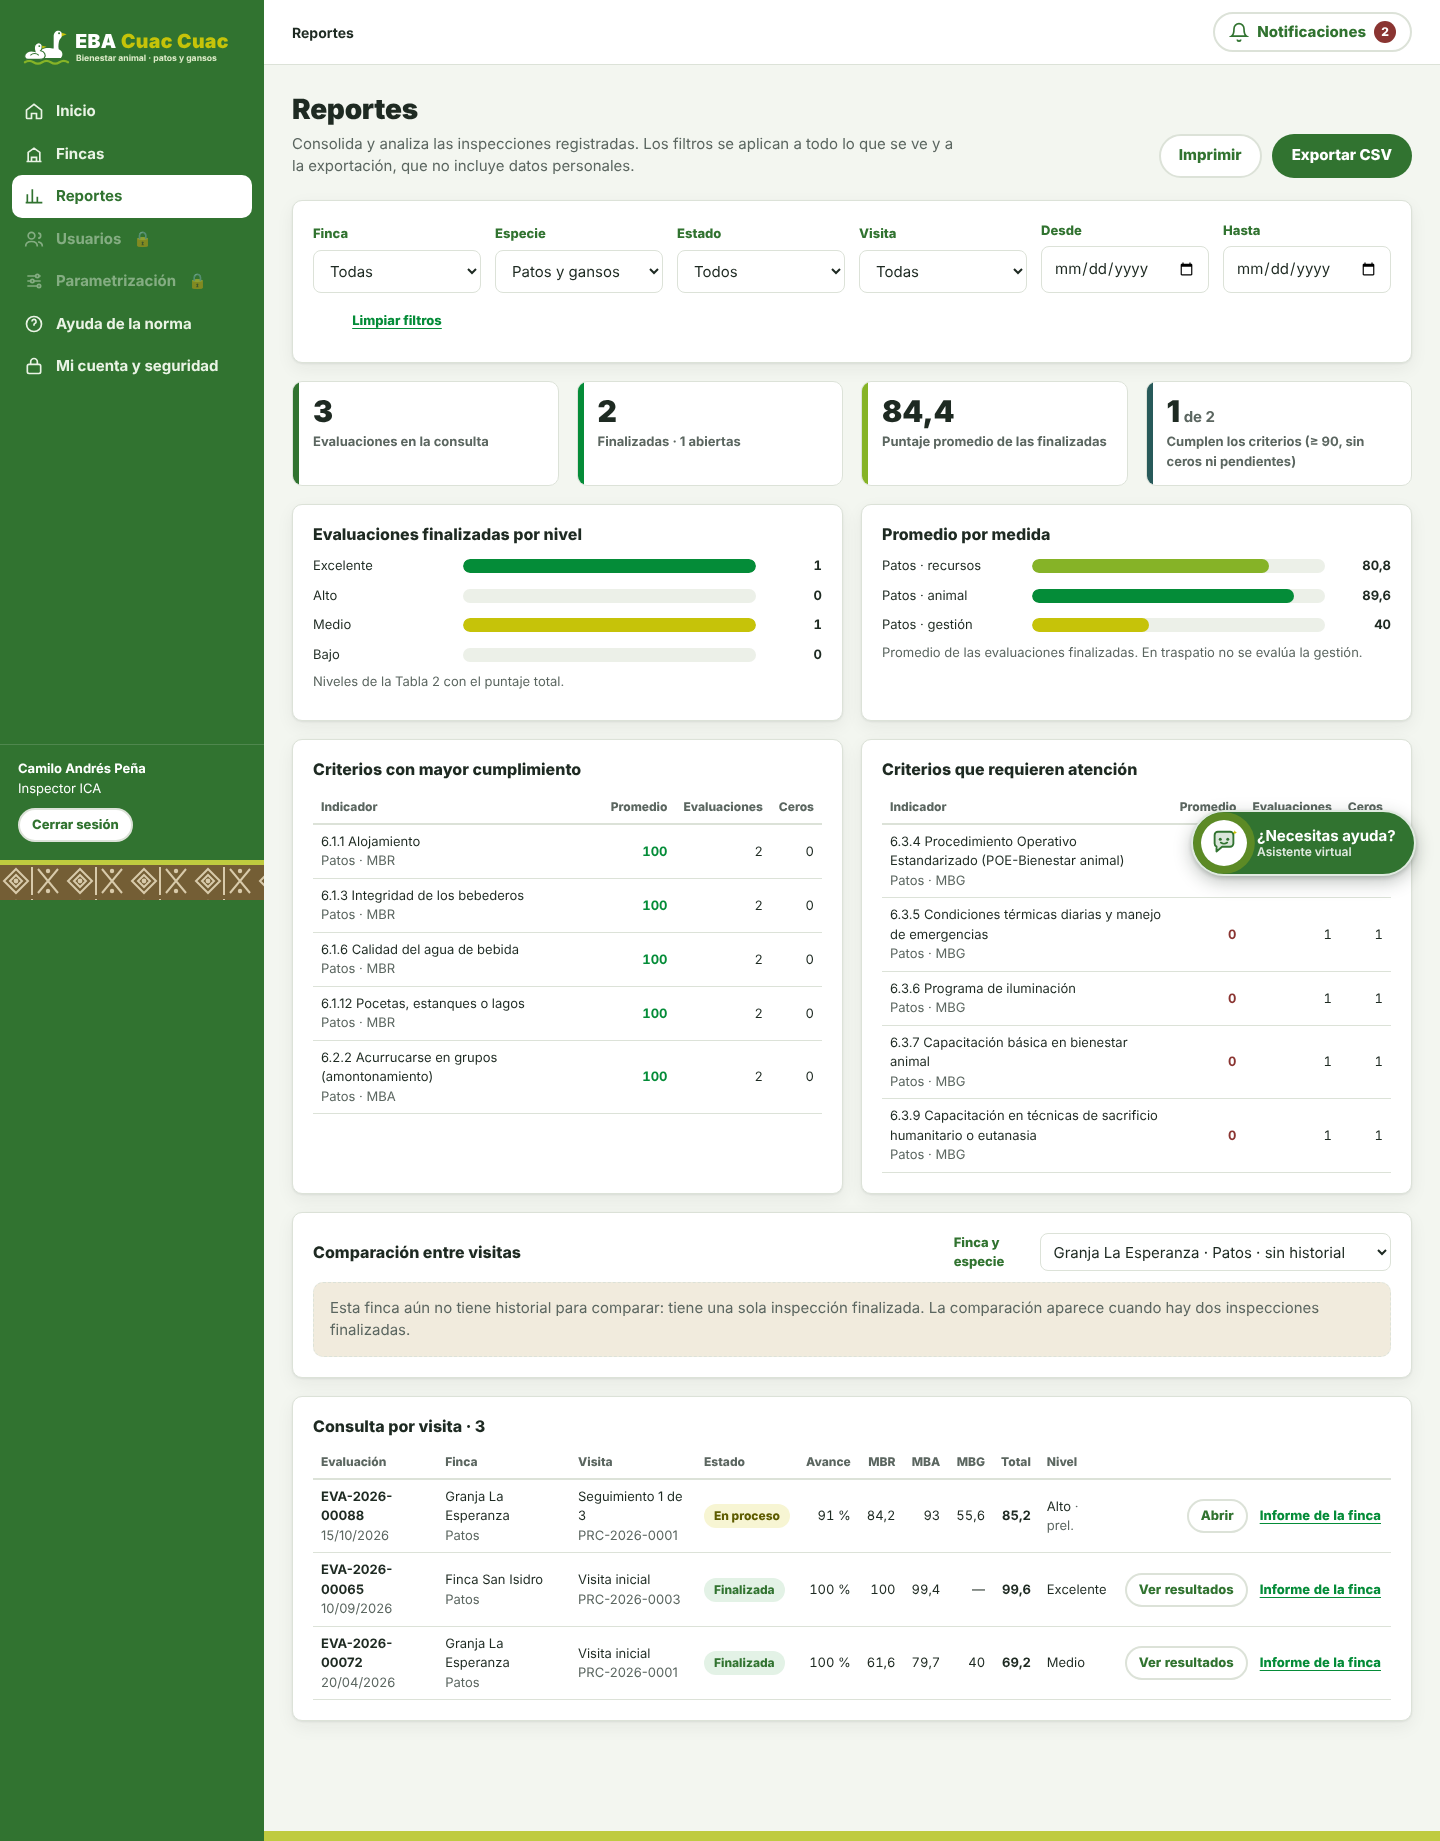 EBA Cuac Cuac
Bienestar animal · patos y gansos
Inicio
Fincas
Reportes
Usuarios
Parametrización
Ayuda de la norma
Mi cuenta y seguridad
Camilo Andrés Peña
Inspector ICA
Cerrar sesión
Reportes
Notificaciones 2
Reportes
Consolida y analiza las inspecciones registradas. Los filtros se aplican a todo lo que se ve y a
la exportación, que no incluye datos personales.
Imprimir
Exportar CSV
Finca Especie Estado Visita Desde Hasta
Todas Patos y gansos Todos Todas mm/dd/yyyy mm/dd/yyyy
Limpiar filtros
3
Evaluaciones en la consulta
2
Finalizadas · 1 abiertas
84,4
Puntaje promedio de las finalizadas
1 de 2
Cumplen los criterios (≥ 90, sin
ceros ni pendientes)
Evaluaciones finalizadas por nivel
Excelente 1
Alto 0
Medio 1
Bajo 0
Niveles de la Tabla 2 con el puntaje total.
Promedio por medida
Patos · recursos 80,8
Patos · animal 89,6
Patos · gestión 40
Promedio de las evaluaciones finalizadas. En traspatio no se evalúa la gestión.
Criterios con mayor cumplimiento
Indicador Promedio Evaluaciones Ceros
6.1.1 Alojamiento
Patos · MBR
100 2 0
6.1.3 Integridad de los bebederos
Patos · MBR
100 2 0
6.1.6 Calidad del agua de bebida
Patos · MBR
100 2 0
6.1.12 Pocetas, estanques o lagos
Patos · MBR
100 2 0
6.2.2 Acurrucarse en grupos
(amontonamiento)
Patos · MBA
100 2 0
Criterios que requieren atención
Indicador Promedio Evaluaciones Ceros
6.3.4 Procedimiento Operativo
Estandarizado (POE-Bienestar animal)
Patos · MBG
¿Necesitas ayuda?
Asistente virtual
6.3.5 Condiciones térmicas diarias y manejo
de emergencias
Patos · MBG
0 1 1
6.3.6 Programa de iluminación
Patos · MBG
0 1 1
6.3.7 Capacitación básica en bienestar
animal
Patos · MBG
0 1 1
6.3.9 Capacitación en técnicas de sacrificio
humanitario o eutanasia
Patos · MBG
0 1 1
Comparación entre visitas
Finca y
especie
Granja La Esperanza · Patos · sin historial
Esta finca aún no tiene historial para comparar: tiene una sola inspección finalizada. La comparación aparece cuando hay dos inspecciones
finalizadas.
Consulta por visita · 3
Evaluación Finca Visita Estado Avance MBR MBA MBG Total Nivel
EVA-2026-
00088
15/10/2026
Granja La
Esperanza
Patos
Seguimiento 1 de
3
PRC-2026-0001
En proceso 91 % 84,2 93 55,6 85,2
Alto ·
prel.
Abrir Informe de la finca
EVA-2026-
00065
10/09/2026
Finca San Isidro
Patos
Visita inicial
PRC-2026-0003
Finalizada 100 % 100 99,4 — 99,6 Excelente Ver resultados Informe de la finca
EVA-2026-
00072
20/04/2026
Granja La
Esperanza
Patos
Visita inicial
PRC-2026-0001
Finalizada 100 % 61,6 79,7 40 69,2 Medio Ver resultados Informe de la finca